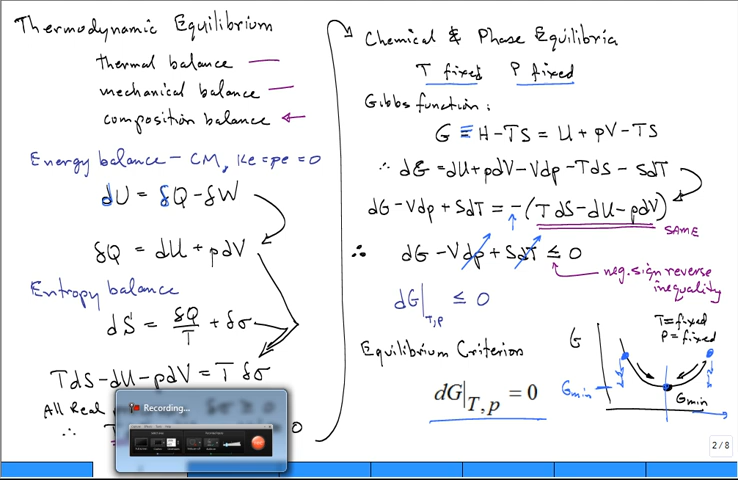 Thermodynamic Equilibrium
thermal balance
mechanical balance
composition balance
Energy balance - CM, Ke = pe = 0
dU = δQ - δW
δQ = dU + pdV
Entropy balance
dS = δQ/T + δσ
TdS - dU - pdV = T δσ
All Real
∴ T
0
Chemical & Phase Equilibria
T fixed P fixed
Gibbs function:
G ≡ H - TS = U + pV - TS
∴ dG = dU + pdV - Vdp - TdS - SdT
dG - Vdp + SdT = - (TdS - dU - pdV)
SAME
∴ dG - Vdp + SdT ≤ 0
neg. sign reverse
inequality
dG|T,p ≤ 0
Equilibrium Criterion
dG|T, p = 0
T = fixed
P = fixed
G
Gmin
Gmin
Recording...
2 / 8